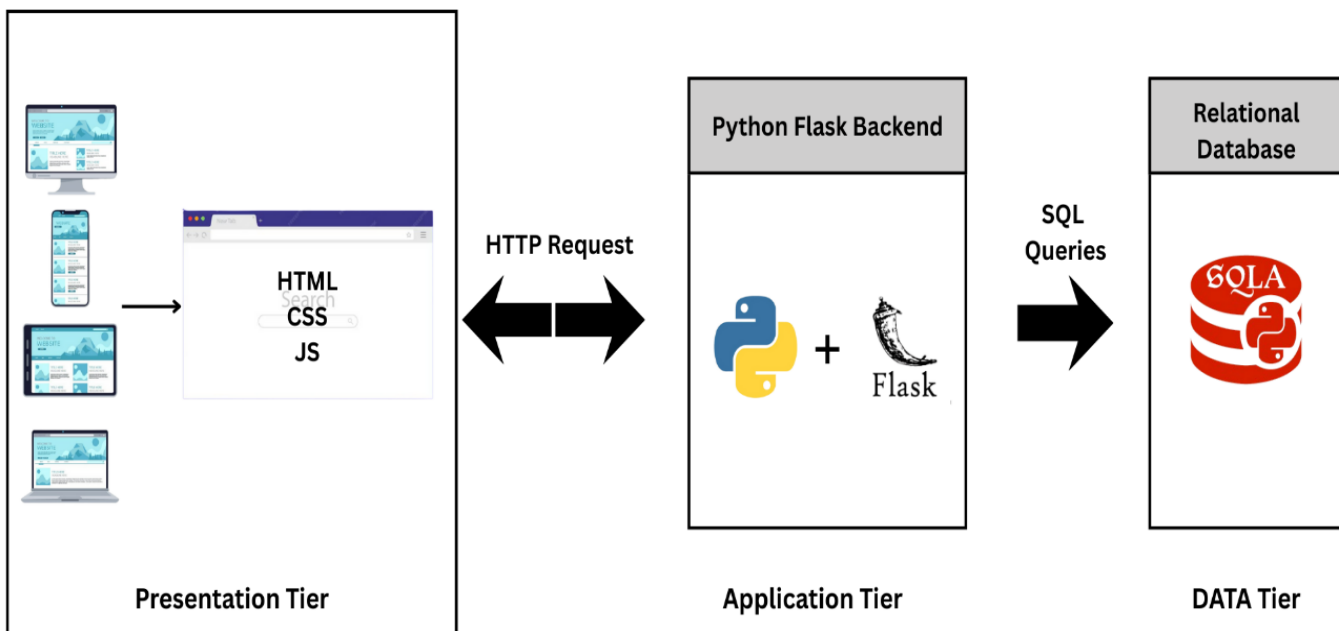 HTML
Search
CSS
JS
Presentation Tier
HTTP Request
Python Flask Backend
+
Flask
Application Tier
SQL
Queries
Relational
Database
SQLA
DATA Tier